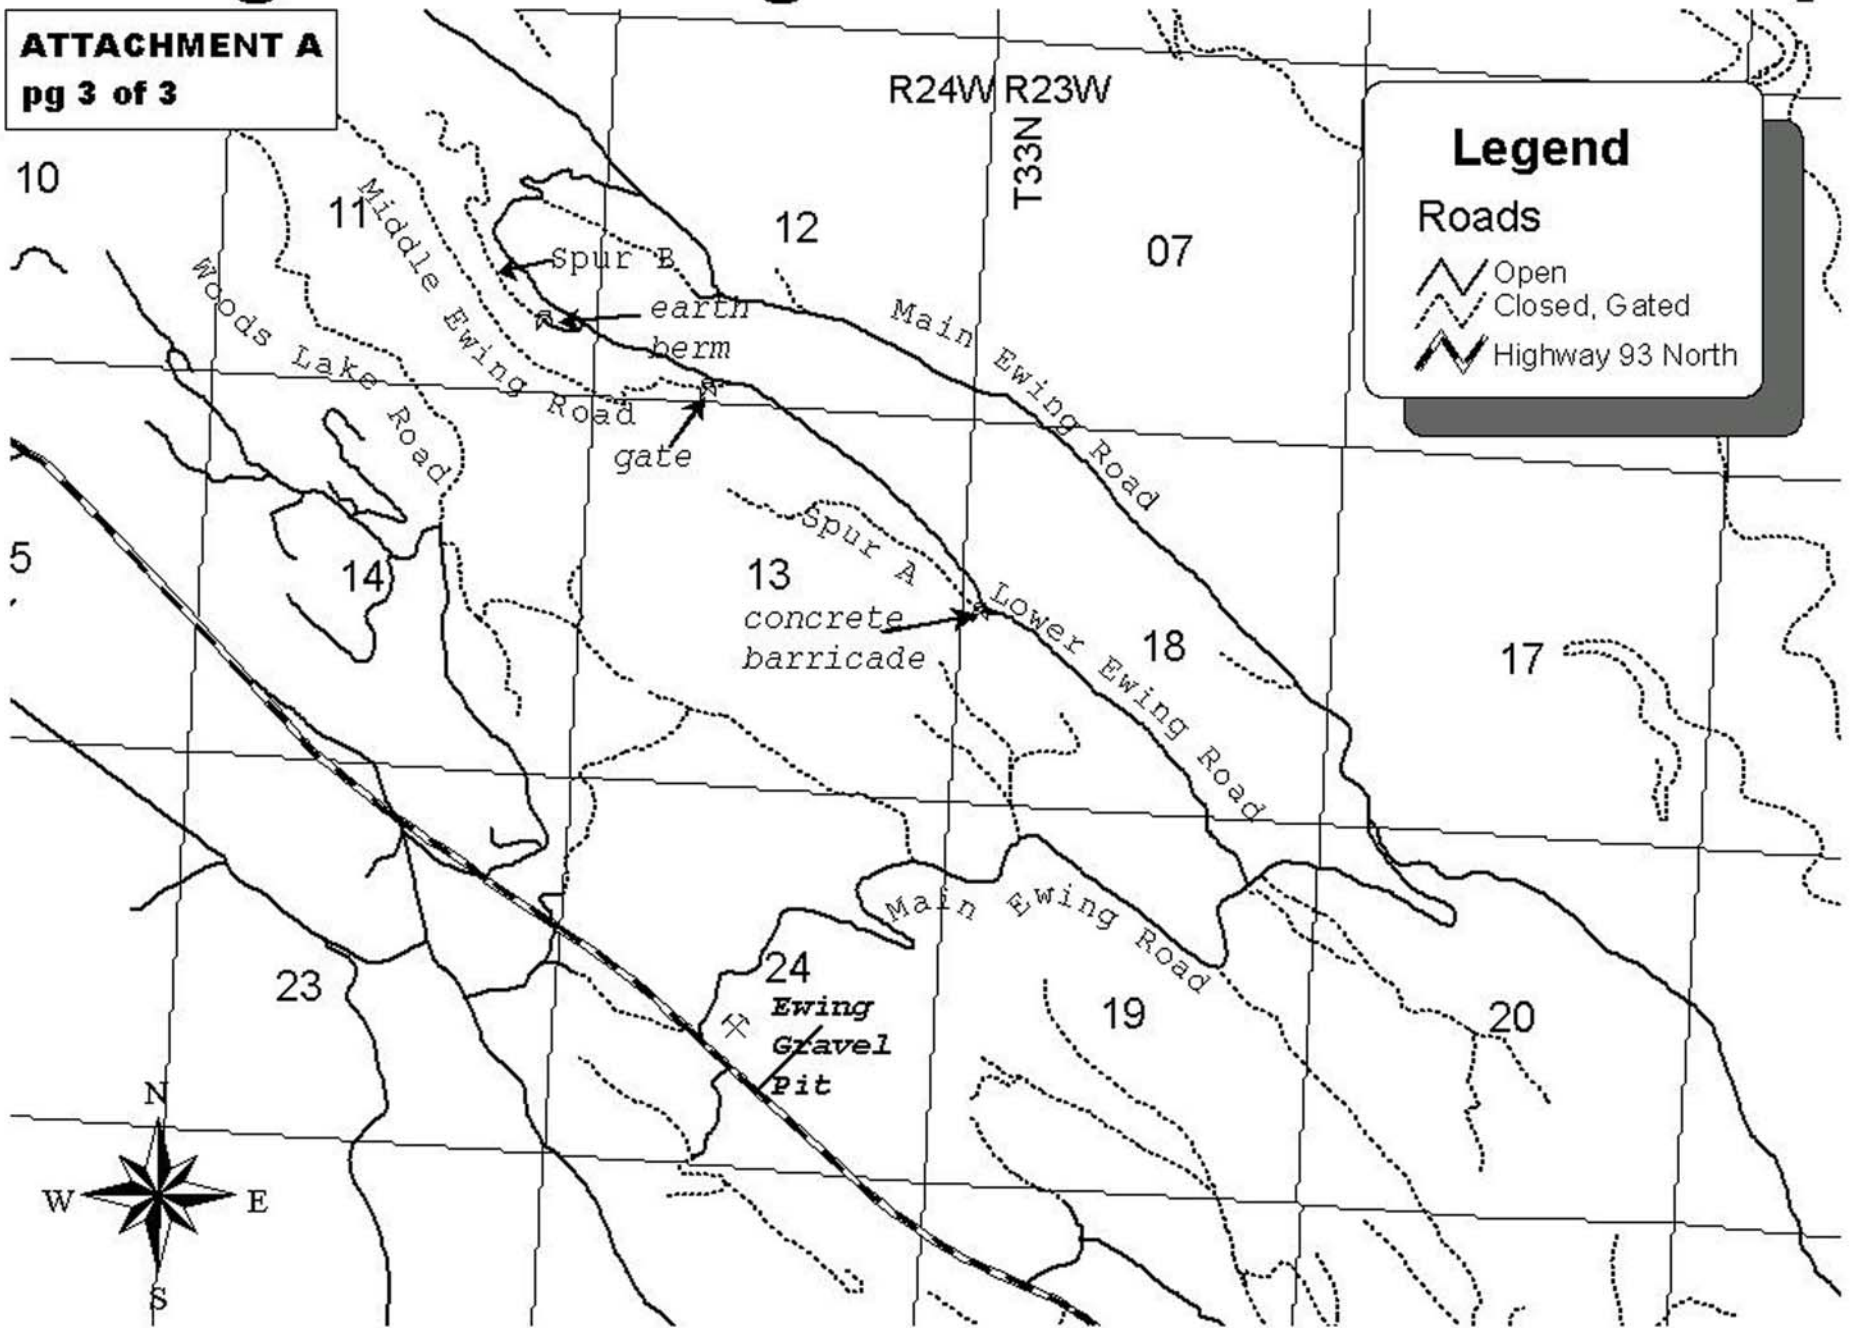 ATTACHMENT A
pg 3 of 3
R24W R23W
T33N
Legend
Roads
Open
Closed, Gated
Highway 93 North
10
11
12
07
Middle Ewing Road
Woods Lake Road
Spur B
earth
berm
Main Ewing Road
gate
5
14
13
Spur A
concrete
barricade
Lower Ewing Road
18
17
Main Ewing Road
23
24
Ewing
Gravel
Pit
19
20
N
W E
S